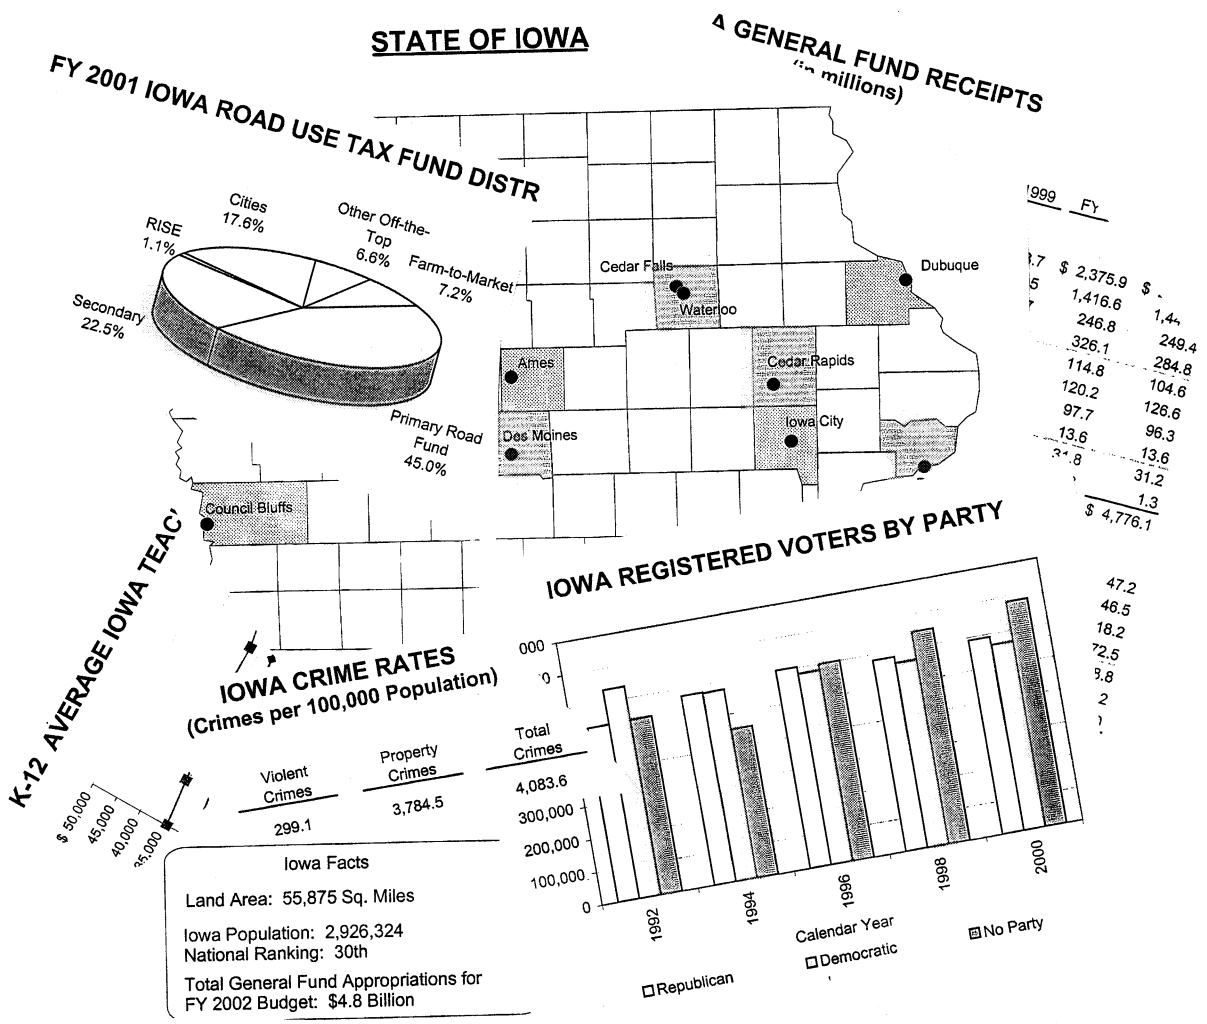 STATE OF IOWA
GENERAL FUND RECEIPTS
millions)
FY 2001 IOWA ROAD USE TAX FUND DISTR
Cities
17.6%
RISE
1.1%
Other Off-the-
Top
6.6%
Farm-to-Market
7.2%
Secondary
22.5%
Primary Road
Fund
45.0%
Cedar Falls
Waterloo
Dubuque
Ames
Cedar Rapids
Des Moines
Iowa City
Council Bluffs
1999 FY
$ 2,375.9 $
1,416.6
246.8 249.4
326.1 284.8
114.8 104.6
120.2 126.6
97.7 96.3
13.6 13.6
31.2
1.3
$ 4,776.1
47.2
46.5
18.2
72.5
K-12 AVERAGE IOWA TEAC
$ 50,000
45,000
40,000
35,000
IOWA CRIME RATES
(Crimes per 100,000 Population)
Violent
Crimes
Property
Crimes
Total
Crimes
299.1
3,784.5
4,083.6
Iowa Facts
Land Area: 55,875 Sq. Miles
Iowa Population: 2,926,324
National Ranking: 30th
Total General Fund Appropriations for
FY 2002 Budget: $4.8 Billion
IOWA REGISTERED VOTERS BY PARTY
000
300,000
200,000
100,000
0
1992
1994
1996
1998
2000
Calendar Year
Republican
Democratic
No Party